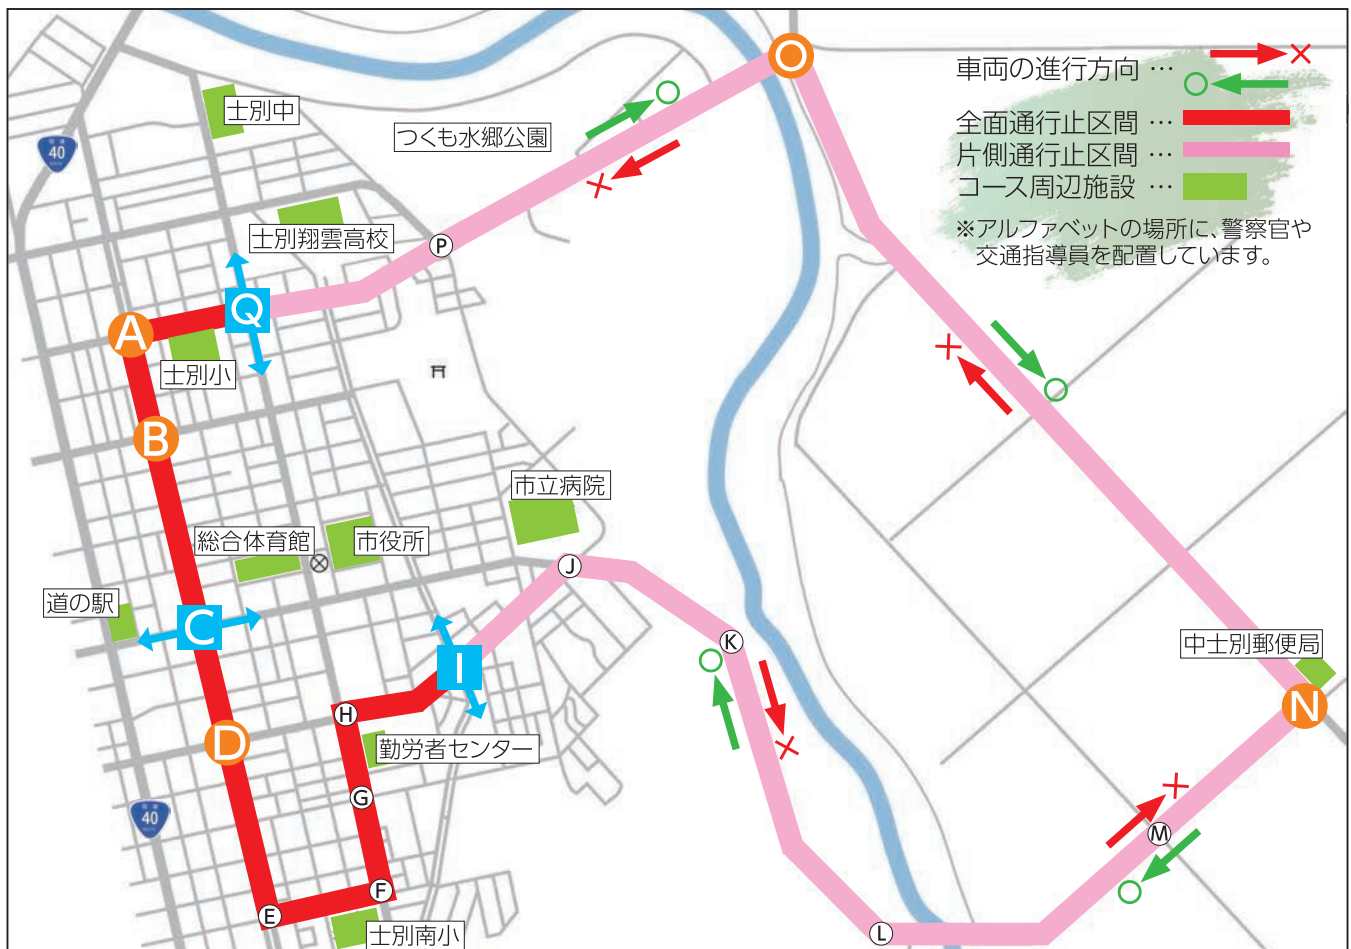 車両の進行方向 …
全面通行止区間 …
片側通行止区間 …
コース周辺施設 …
※アルファベットの場所に、警察官や
交通指導員を配置しています。
士別中
つくも水郷公園
40
士別翔雲高校
O
P
Q
A
士別小
B
市立病院
総合体育館
市役所
J
道の駅
C
I
K
中士別郵便局
N
H
D
勤労者センター
G
40
M
F
E
士別南小
L